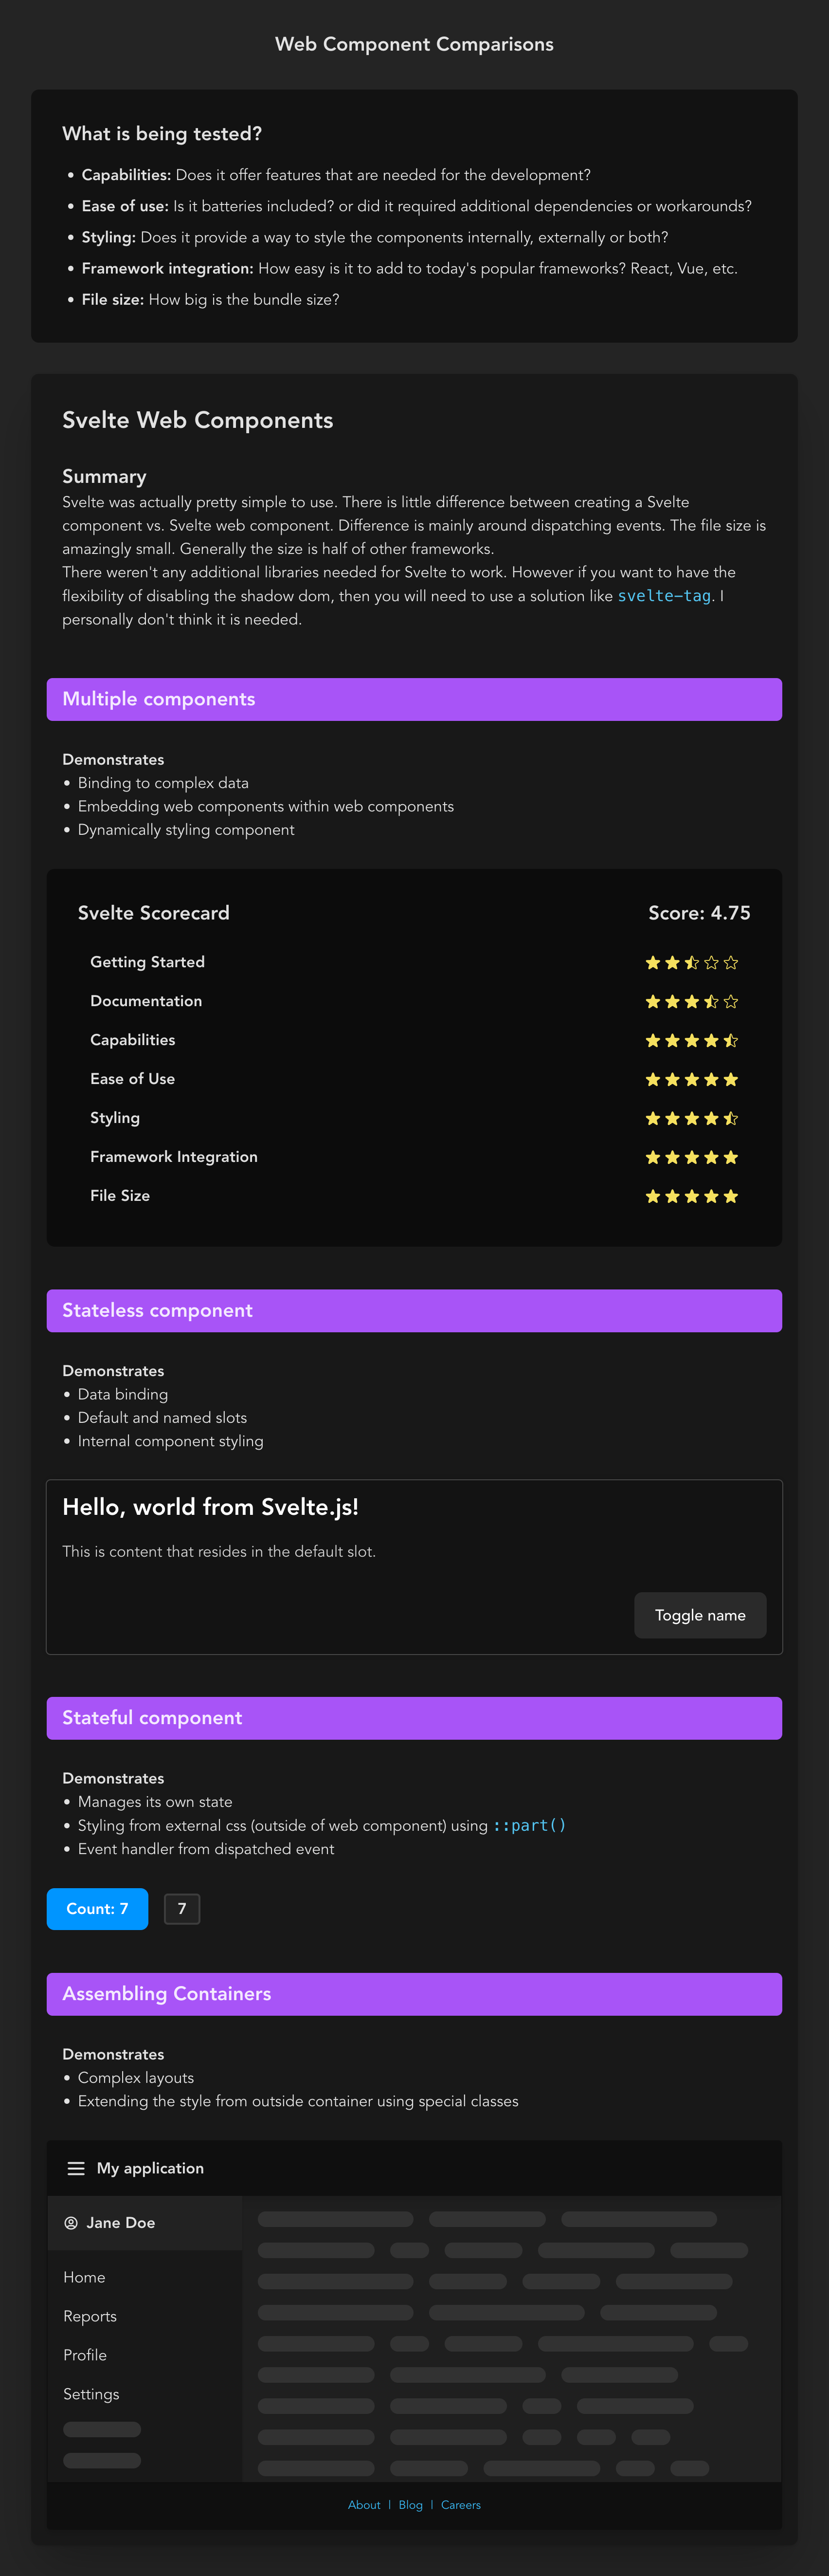 Web Component Comparisons
What is being tested?
• Capabilities: Does it offer features that are needed for the development?
• Ease of use: Is it batteries included? or did it required additional dependencies or workarounds?
• Styling: Does it provide a way to style the components internally, externally or both?
• Framework integration: How easy is it to add to today's popular frameworks? React, Vue, etc.
• File size: How big is the bundle size?
Svelte Web Components
Summary
Svelte was actually pretty simple to use. There is little difference between creating a Svelte
component vs. Svelte web component. Difference is mainly around dispatching events. The file size is
amazingly small. Generally the size is half of other frameworks.
There weren't any additional libraries needed for Svelte to work. However if you want to have the
flexibility of disabling the shadow dom, then you will need to use a solution like svelte-tag. I
personally don't think it is needed.
Multiple components
Demonstrates
• Binding to complex data
• Embedding web components within web components
• Dynamically styling component
Svelte Scorecard Score: 4.75
Getting Started
Documentation
Capabilities
Ease of Use
Styling
Framework Integration
File Size
Stateless component
Demonstrates
• Data binding
• Default and named slots
• Internal component styling
Hello, world from Svelte.js!
This is content that resides in the default slot.
Toggle name
Stateful component
Demonstrates
• Manages its own state
• Styling from external css (outside of web component) using ::part()
• Event handler from dispatched event
Count: 7 7
Assembling Containers
Demonstrates
• Complex layouts
• Extending the style from outside container using special classes
My application
Jane Doe
Home
Reports
Profile
Settings
About | Blog | Careers